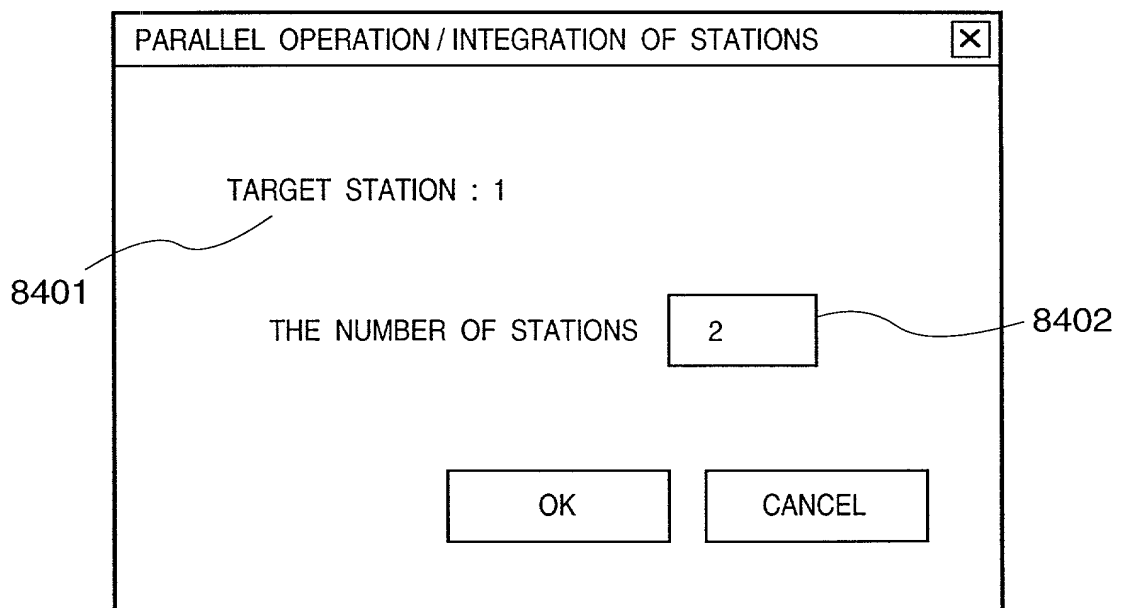 PARALLEL OPERATION / INTEGRATION OF STATIONS
TARGET STATION : 1
8401
THE NUMBER OF STATIONS 2
8402
OK CANCEL